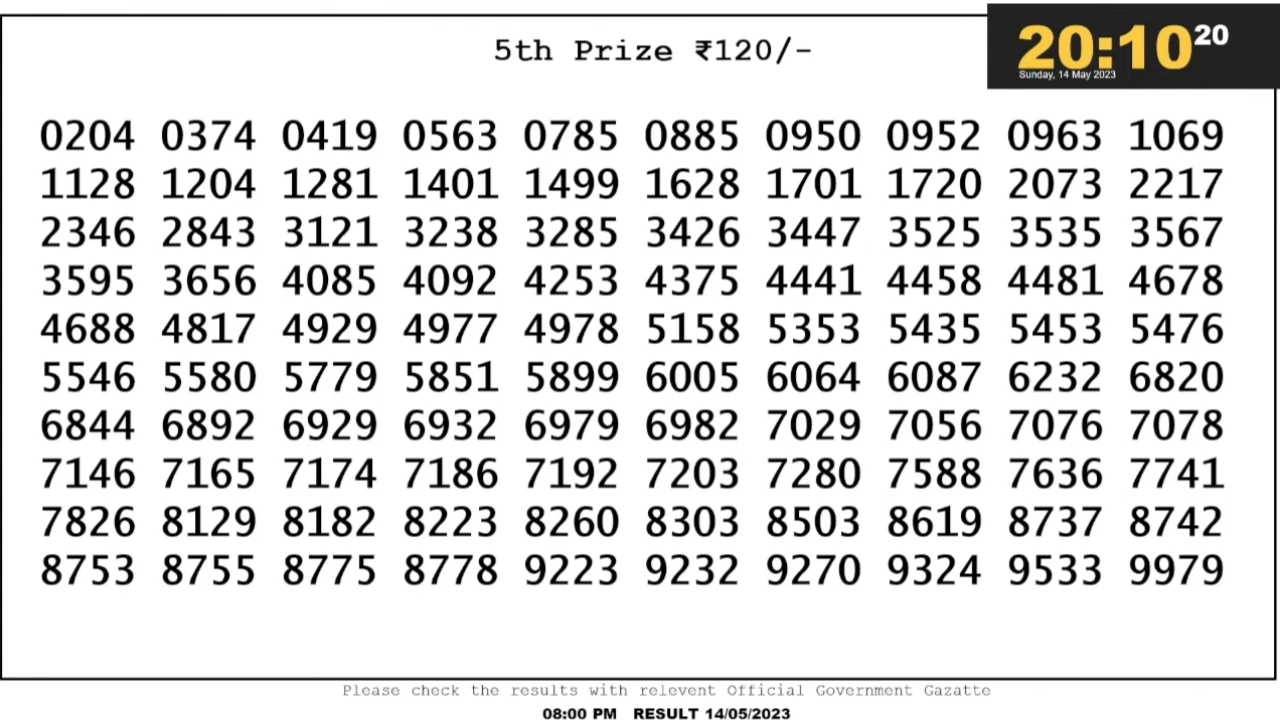 5th Prize ₹120/-
20:10 20
Sunday, 14 May 2023
0204 0374 0419 0563 0785 0885 0950 0952 0963 1069
1128 1204 1281 1401 1499 1628 1701 1720 2073 2217
2346 2843 3121 3238 3285 3426 3447 3525 3535 3567
3595 3656 4085 4092 4253 4375 4441 4458 4481 4678
4688 4817 4929 4977 4978 5158 5353 5435 5453 5476
5546 5580 5779 5851 5899 6005 6064 6087 6232 6820
6844 6892 6929 6932 6979 6982 7029 7056 7076 7078
7146 7165 7174 7186 7192 7203 7280 7588 7636 7741
7826 8129 8182 8223 8260 8303 8503 8619 8737 8742
8753 8755 8775 8778 9223 9232 9270 9324 9533 9979
Please check the results with relevent Official Government Gazatte
08:00 PM RESULT 14/05/2023